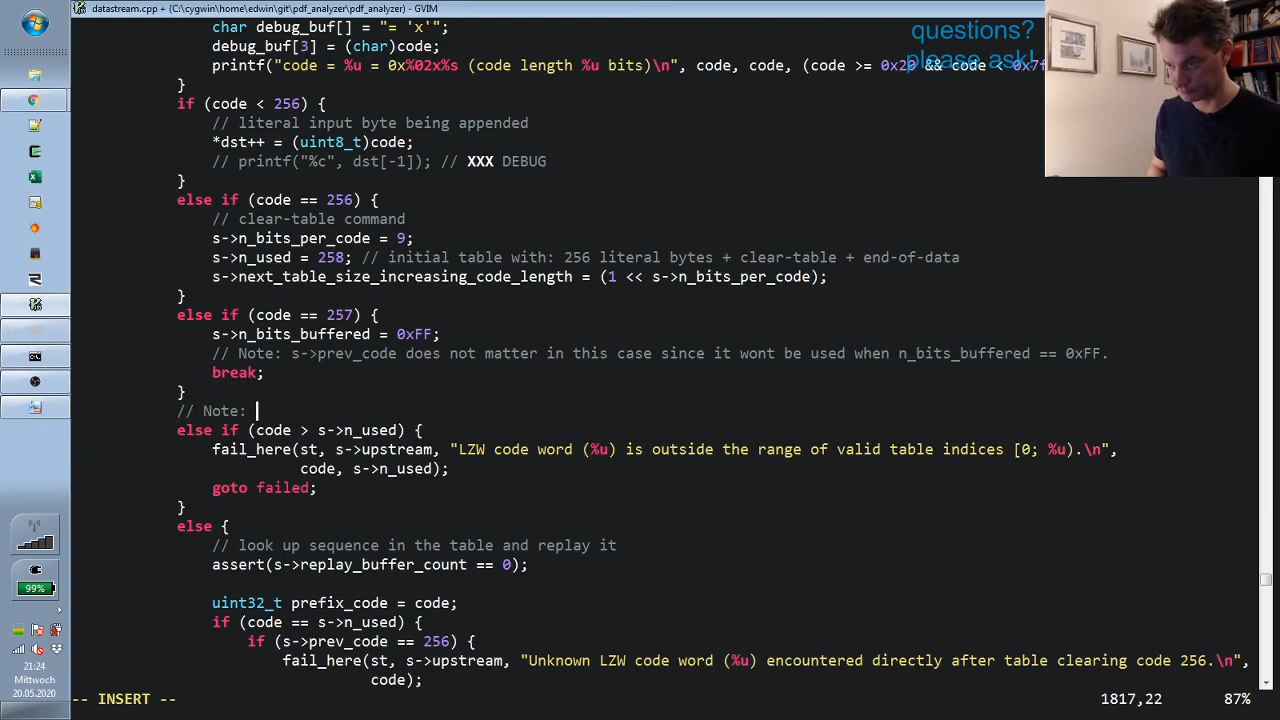 datastream.cpp + (C:\cygwin\home\edwin\git\pdf_analyzer\pdf_analyzer) - GVIM
questions?
please ask!
char debug_buf[] = "= 'x'";
debug_buf[3] = (char)code;
printf("code = %u = 0x%02x%s (code length %u bits)\n", code, code, (code >= 0x20 && code < 0x7f
}
if (code < 256) {
// literal input byte being appended
*dst++ = (uint8_t)code;
// printf("%c", dst[-1]); // XXX DEBUG
}
else if (code == 256) {
// clear-table command
s->n_bits_per_code = 9;
s->n_used = 258; // initial table with: 256 literal bytes + clear-table + end-of-data
s->next_table_size_increasing_code_length = (1 << s->n_bits_per_code);
}
else if (code == 257) {
s->n_bits_buffered = 0xFF;
// Note: s->prev_code does not matter in this case since it wont be used when n_bits_buffered == 0xFF.
break;
}
// Note:
else if (code > s->n_used) {
fail_here(st, s->upstream, "LZW code word (%u) is outside the range of valid table indices [0; %u).\n",
code, s->n_used);
goto failed;
}
else {
// look up sequence in the table and replay it
assert(s->replay_buffer_count == 0);
uint32_t prefix_code = code;
if (code == s->n_used) {
if (s->prev_code == 256) {
fail_here(st, s->upstream, "Unknown LZW code word (%u) encountered directly after table clearing code 256.\n",
code);
-- INSERT --
1817,22
87%
99%
21:24
Mittwoch
20.05.2020